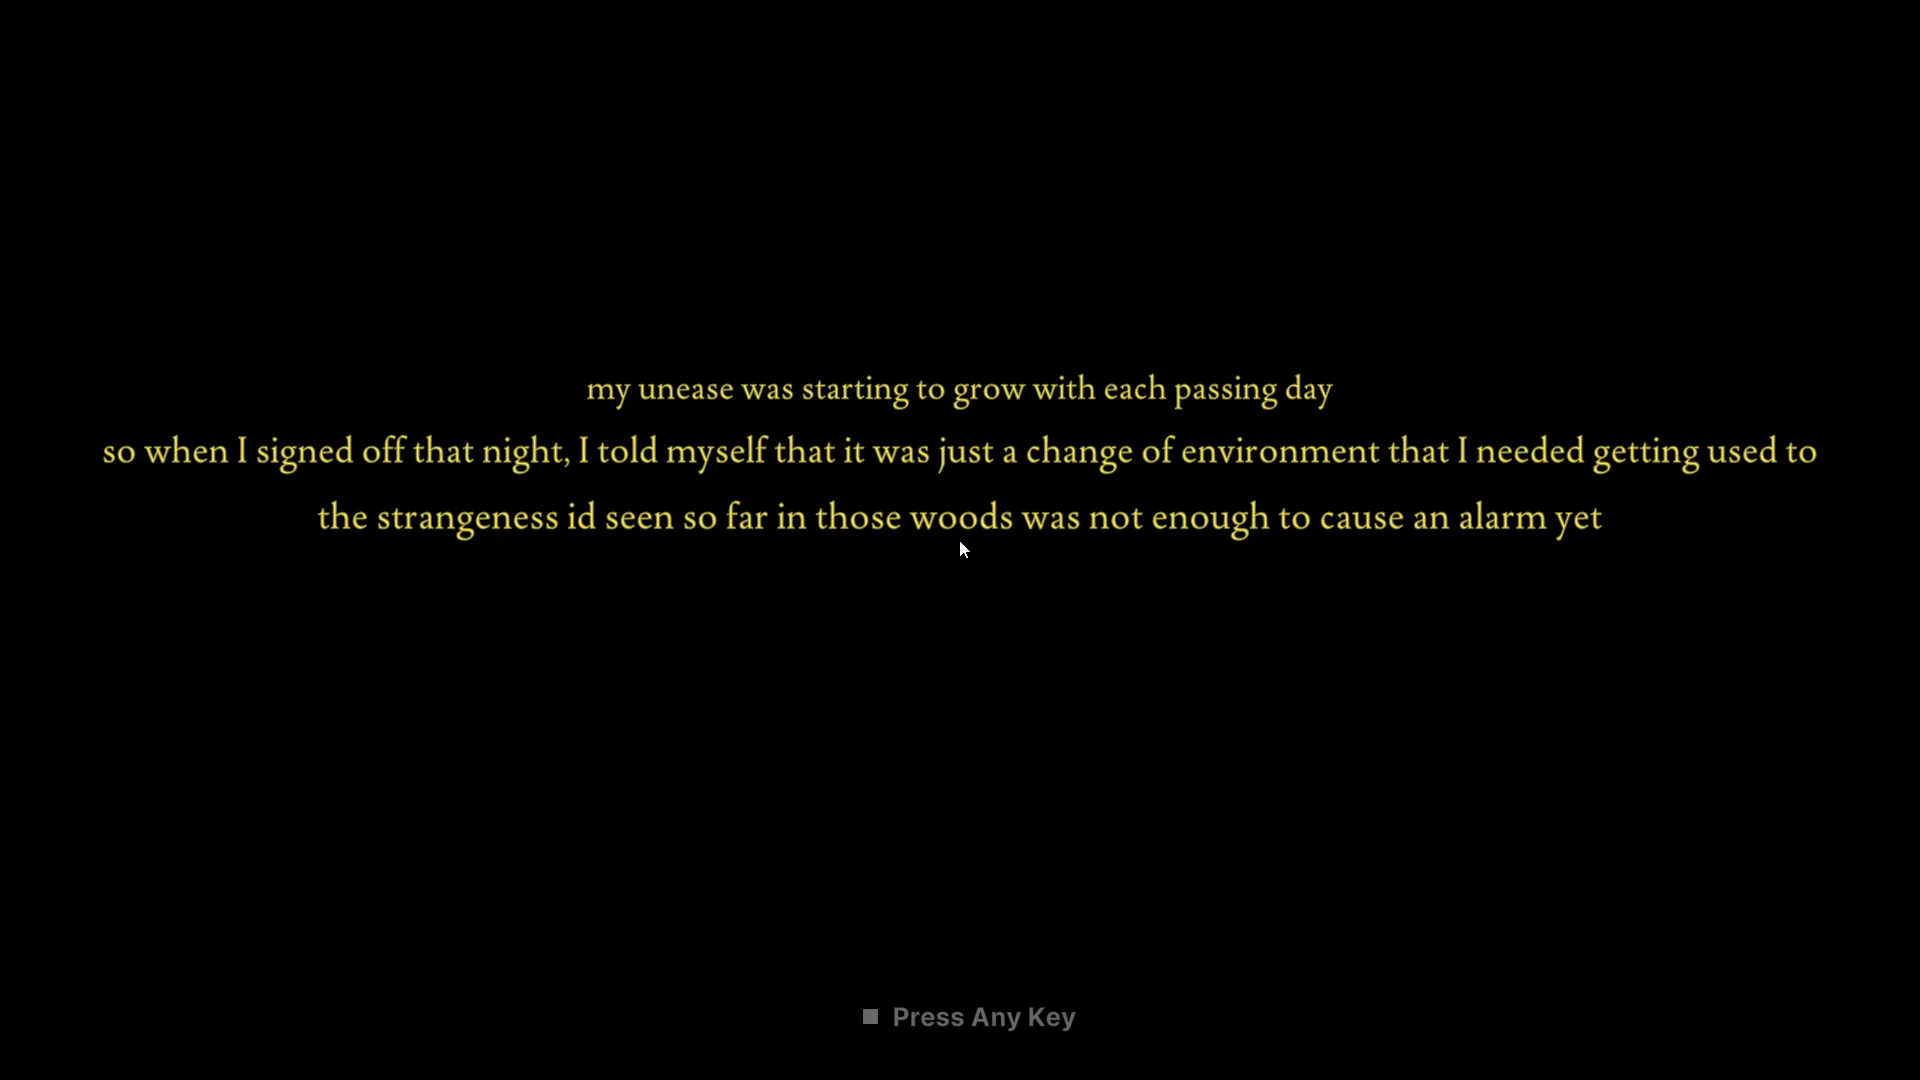 my unease was starting to grow with each passing day
so when I signed off that night, I told myself that it was just a change of environment that I needed getting used to
the strangeness id seen so far in those woods was not enough to cause an alarm yet
Press Any Key